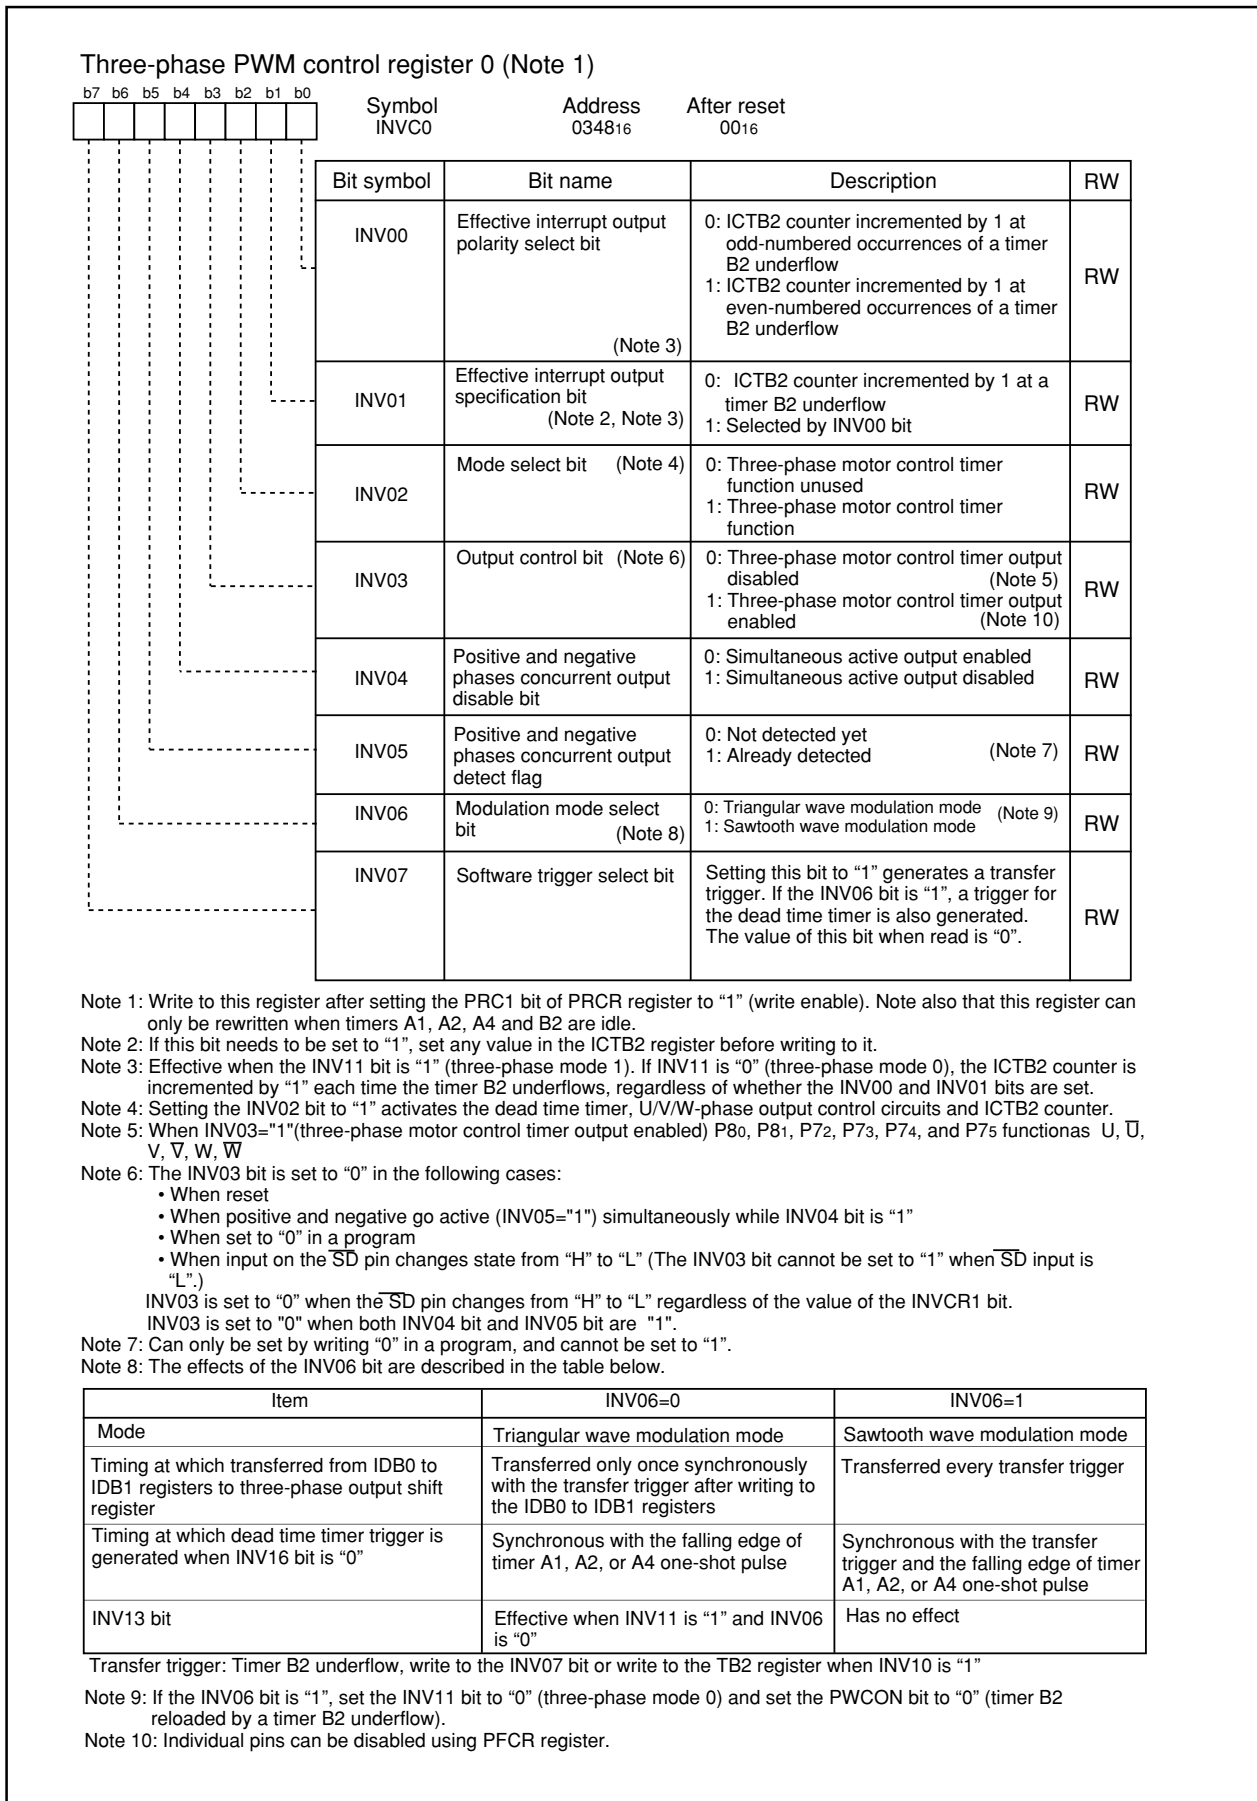 Three-phase PWM control register 0 (Note 1)
b7 b6 b5 b4 b3 b2 b1 b0
Symbol Address After reset
INVC0 034816 0016
Bit symbol Bit name Description RW
INV00 Effective interrupt output 0: ICTB2 counter incremented by 1 at
polarity select bit odd-numbered occurrences of a timer
B2 underflow
1: ICTB2 counter incremented by 1 at RW
even-numbered occurrences of a timer
B2 underflow
(Note 3)
INV01 Effective interrupt output 0: ICTB2 counter incremented by 1 at a
specification bit timer B2 underflow RW
(Note 2, Note 3) 1: Selected by INV00 bit
INV02 Mode select bit (Note 4) 0: Three-phase motor control timer
function unused RW
1: Three-phase motor control timer
function
INV03 Output control bit (Note 6) 0: Three-phase motor control timer output
disabled (Note 5) RW
1: Three-phase motor control timer output
enabled (Note 10)
INV04 Positive and negative 0: Simultaneous active output enabled
phases concurrent output 1: Simultaneous active output disabled RW
disable bit
INV05 Positive and negative 0: Not detected yet
phases concurrent output 1: Already detected (Note 7) RW
detect flag
INV06 Modulation mode select 0: Triangular wave modulation mode (Note 9)
bit (Note 8) 1: Sawtooth wave modulation mode RW
INV07 Software trigger select bit Setting this bit to “1” generates a transfer
trigger. If the INV06 bit is “1”, a trigger for
the dead time timer is also generated. RW
The value of this bit when read is “0”.
Note 1: Write to this register after setting the PRC1 bit of PRCR register to “1” (write enable). Note also that this register can
only be rewritten when timers A1, A2, A4 and B2 are idle.
Note 2: If this bit needs to be set to “1”, set any value in the ICTB2 register before writing to it.
Note 3: Effective when the INV11 bit is “1” (three-phase mode 1). If INV11 is “0” (three-phase mode 0), the ICTB2 counter is
incremented by “1” each time the timer B2 underflows, regardless of whether the INV00 and INV01 bits are set.
Note 4: Setting the INV02 bit to “1” activates the dead time timer, U/V/W-phase output control circuits and ICTB2 counter.
Note 5: When INV03="1"(three-phase motor control timer output enabled) P80, P81, P72, P73, P74, and P75 functionas U, U̅,
V, V̅, W, W̅
Note 6: The INV03 bit is set to “0” in the following cases:
• When reset
• When positive and negative go active (INV05="1") simultaneously while INV04 bit is “1”
• When set to “0” in a program
• When input on the S̅D̅ pin changes state from “H” to “L” (The INV03 bit cannot be set to “1” when S̅D̅ input is
“L”.)
INV03 is set to “0” when the S̅D̅ pin changes from “H” to “L” regardless of the value of the INVCR1 bit.
INV03 is set to "0" when both INV04 bit and INV05 bit are "1".
Note 7: Can only be set by writing “0” in a program, and cannot be set to “1”.
Note 8: The effects of the INV06 bit are described in the table below.
Item INV06=0 INV06=1
Mode Triangular wave modulation mode Sawtooth wave modulation mode
Timing at which transferred from IDB0 to Transferred only once synchronously Transferred every transfer trigger
IDB1 registers to three-phase output shift with the transfer trigger after writing to
register the IDB0 to IDB1 registers
Timing at which dead time timer trigger is Synchronous with the falling edge of Synchronous with the transfer
generated when INV16 bit is “0” timer A1, A2, or A4 one-shot pulse trigger and the falling edge of timer
A1, A2, or A4 one-shot pulse
INV13 bit Effective when INV11 is “1” and INV06 Has no effect
is “0”
Transfer trigger: Timer B2 underflow, write to the INV07 bit or write to the TB2 register when INV10 is “1”
Note 9: If the INV06 bit is “1”, set the INV11 bit to “0” (three-phase mode 0) and set the PWCON bit to “0” (timer B2
reloaded by a timer B2 underflow).
Note 10: Individual pins can be disabled using PFCR register.